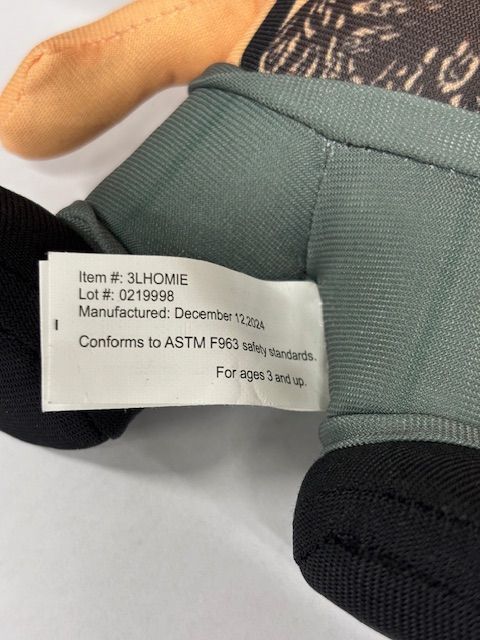 Item #: 3LHOMIE
Lot #: 0219998
Manufactured: December 12,2024
Conforms to ASTM F963 safety standards.
For ages 3 and up.